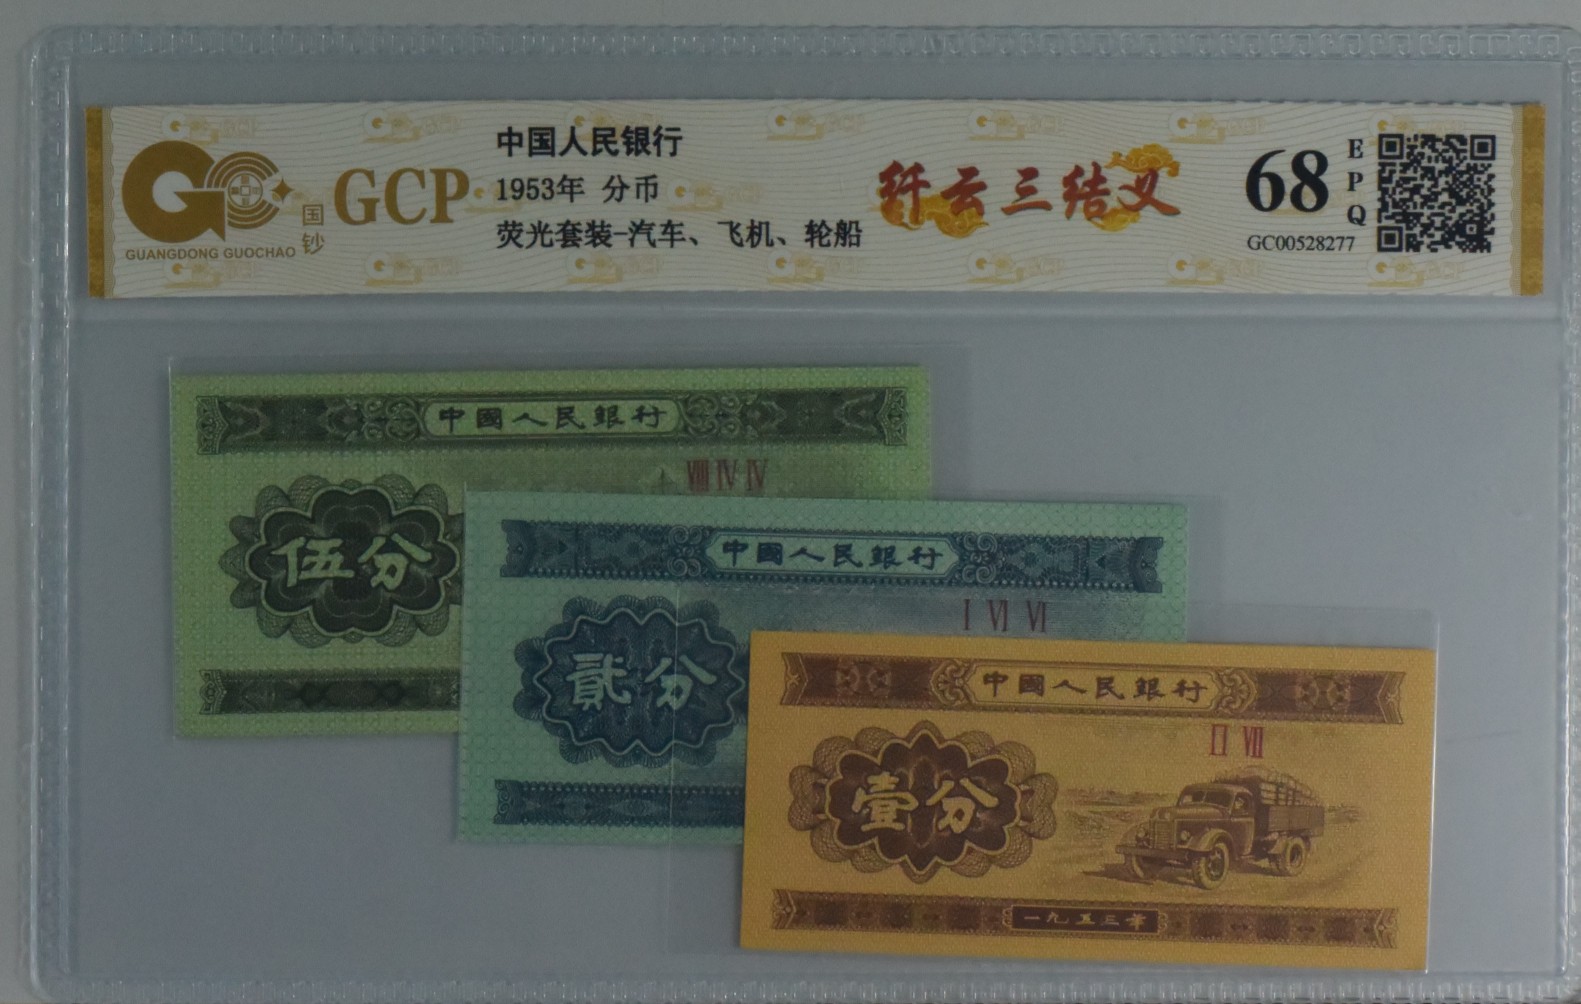 GUANGDONG GUOCHAO
国钞
GCP
中国人民银行
1953年 分币
荧光套装-汽车、飞机、轮船
纤云三结义
68
EPQ
GC00528277
中國人民銀行
VIII IV IV
伍分
中國人民銀行
I VI VI
貳分
中國人民銀行
II VII
壹分
一九五三年